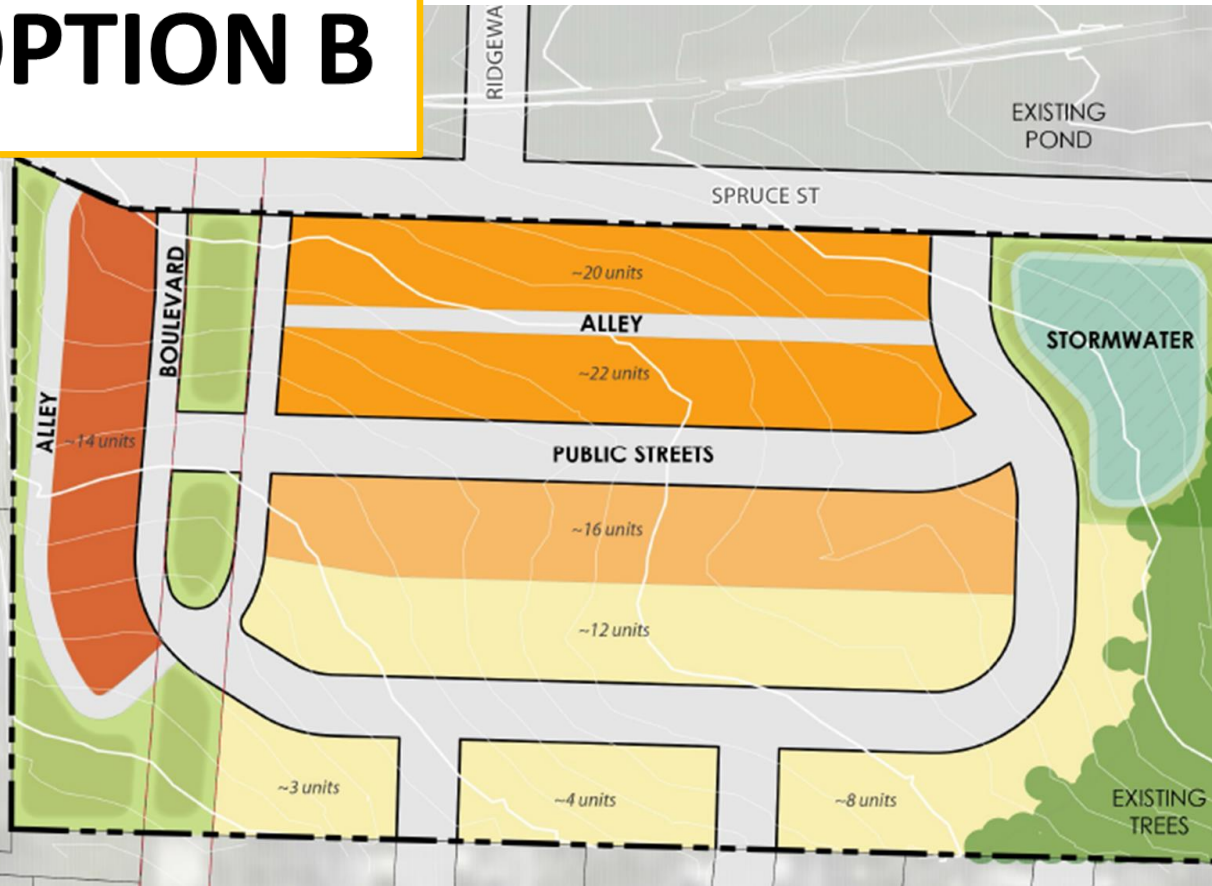 OPTION B
RIDGEWA
EXISTING
POND
SPRUCE ST
BOULEVARD
~20 units
ALLEY
~22 units
STORMWATER
ALLEY
~14 units
PUBLIC STREETS
~16 units
~12 units
~3 units
~4 units
~8 units
EXISTING
TREES